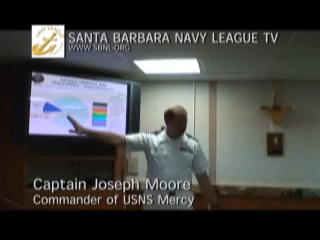 SANTA BARBARA NAVY LEAGUE TV
WWW.SBNL.ORG
Captain Joseph Moore
Commander of USNS Mercy